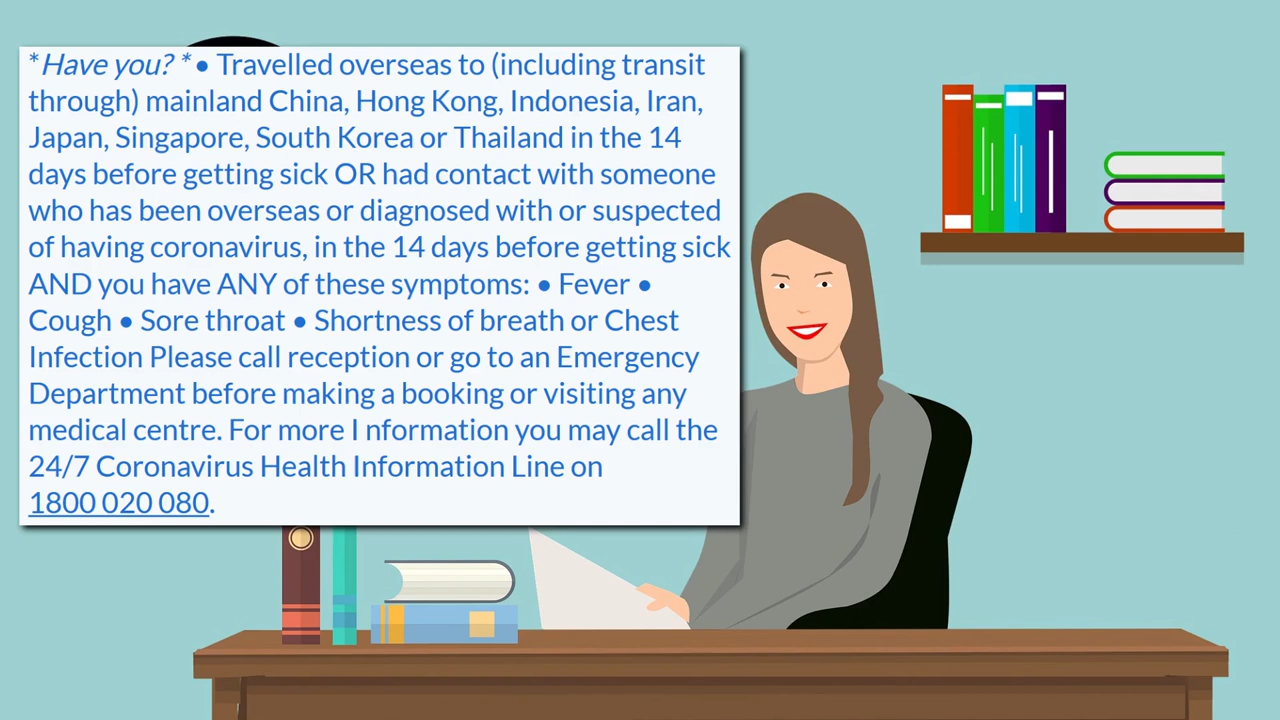 *Have you? * • Travelled overseas to (including transit
through) mainland China, Hong Kong, Indonesia, Iran,
Japan, Singapore, South Korea or Thailand in the 14
days before getting sick OR had contact with someone
who has been overseas or diagnosed with or suspected
of having coronavirus, in the 14 days before getting sick
AND you have ANY of these symptoms: • Fever •
Cough • Sore throat • Shortness of breath or Chest
Infection Please call reception or go to an Emergency
Department before making a booking or visiting any
medical centre. For more I nformation you may call the
24/7 Coronavirus Health Information Line on
1800 020 080.